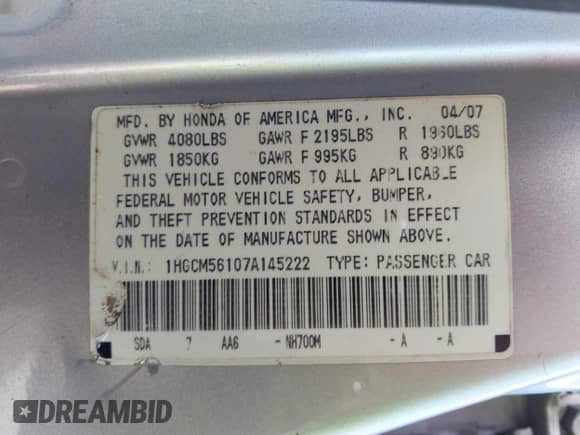 MFD. BY HONDA OF AMERICA MFG., INC. 04/07
GVWR 4080LBS GAWR F 2195LBS R 1960LBS
GVWR 1850KG GAWR F 995KG R 890KG
THIS VEHICLE CONFORMS TO ALL APPLICABLE
FEDERAL MOTOR VEHICLE SAFETY, BUMPER,
AND THEFT PREVENTION STANDARDS IN EFFECT
ON THE DATE OF MANUFACTURE SHOWN ABOVE.
V.I.N.: 1HGCM56107A145222 TYPE: PASSENGER CAR
SDA 7 AA6 - NH700M - A - A
DREAMBID